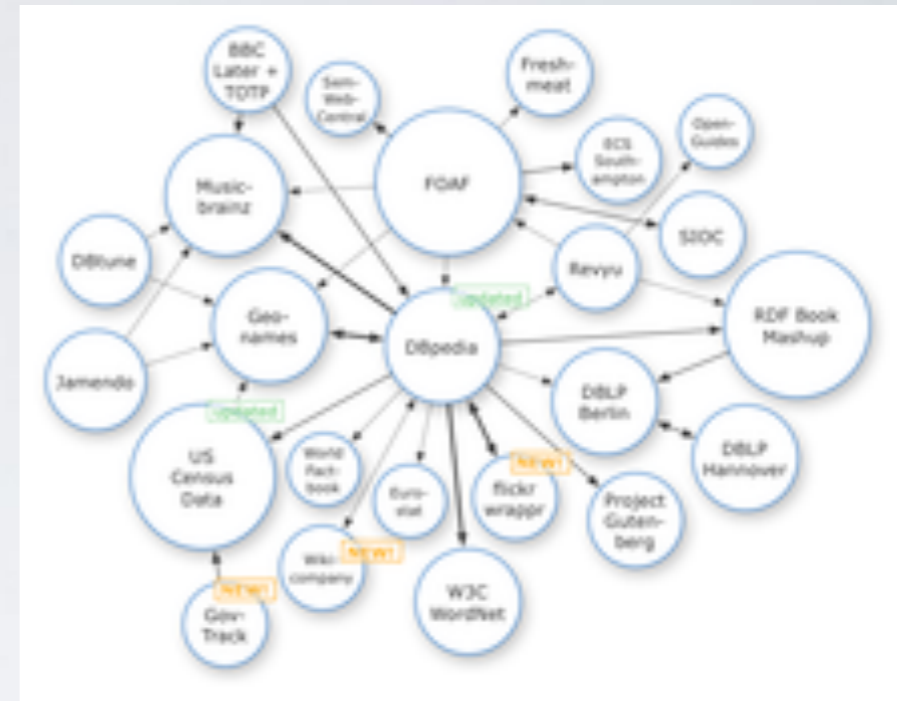 BBC
Later +
TOTP
Sem-
Web-
Central
Fresh-
meat
Open-
Guides
ECS
South-
ampton
FOAF
Music-
brainz
SIOC
DBtune
Revyu
updated
Geo-
names
RDF Book
Mashup
DBpedia
Jamendo
DBLP
Berlin
updated
US
Census
Data
World
Fact-
book
NEW!
DBLP
Hannover
Euro-
stat
flickr
wrappr
Project
Guten-
berg
NEW!
Wiki-
company
NEW!
W3C
WordNet
Gov-
Track